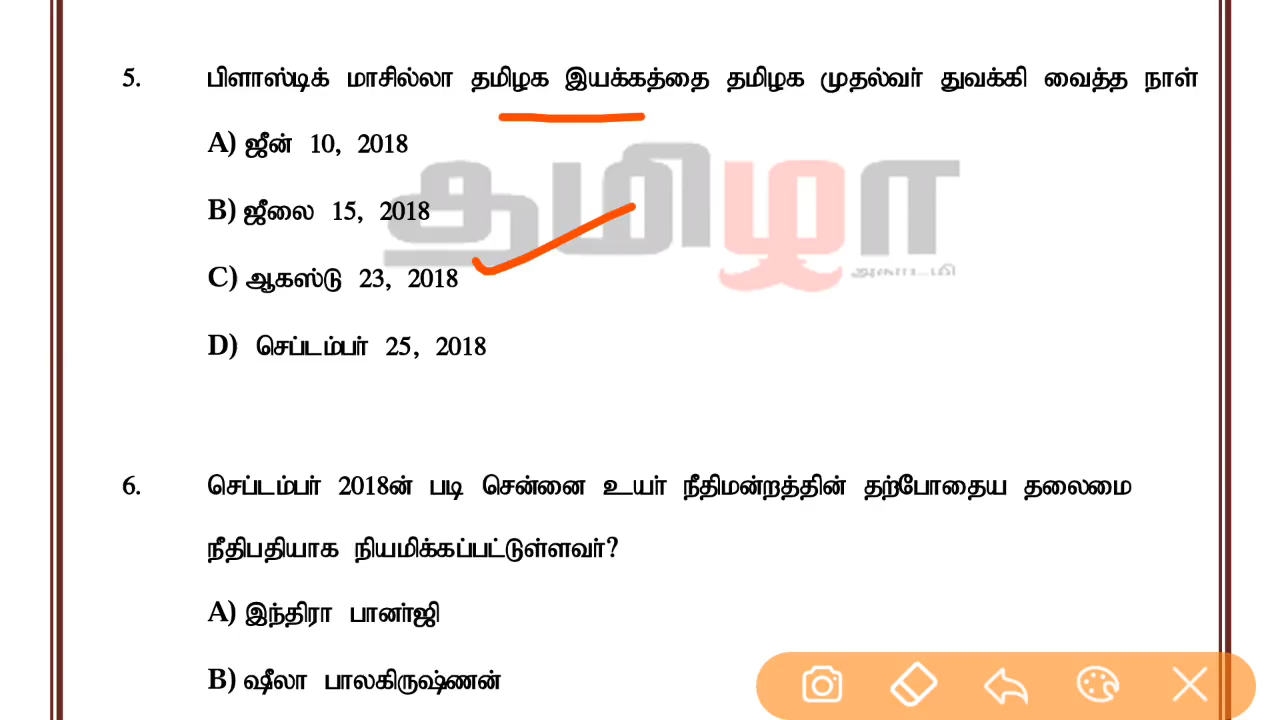 5. பிளாஸ்டிக் மாசில்லா தமிழக இயக்கத்தை தமிழக முதல்வர் துவக்கி வைத்த நாள்
A) ஜீன் 10, 2018
B) ஜீலை 15, 2018
C) ஆகஸ்டு 23, 2018
D) செப்டம்பர் 25, 2018
தமிழா
அகாடமி
6. செப்டம்பர் 2018ன் படி சென்னை உயர் நீதிமன்றத்தின் தற்போதைய தலைமை
நீதிபதியாக நியமிக்கப்பட்டுள்ளவர்?
A) இந்திரா பானர்ஜி
B) ஷீலா பாலகிருஷ்ணன்